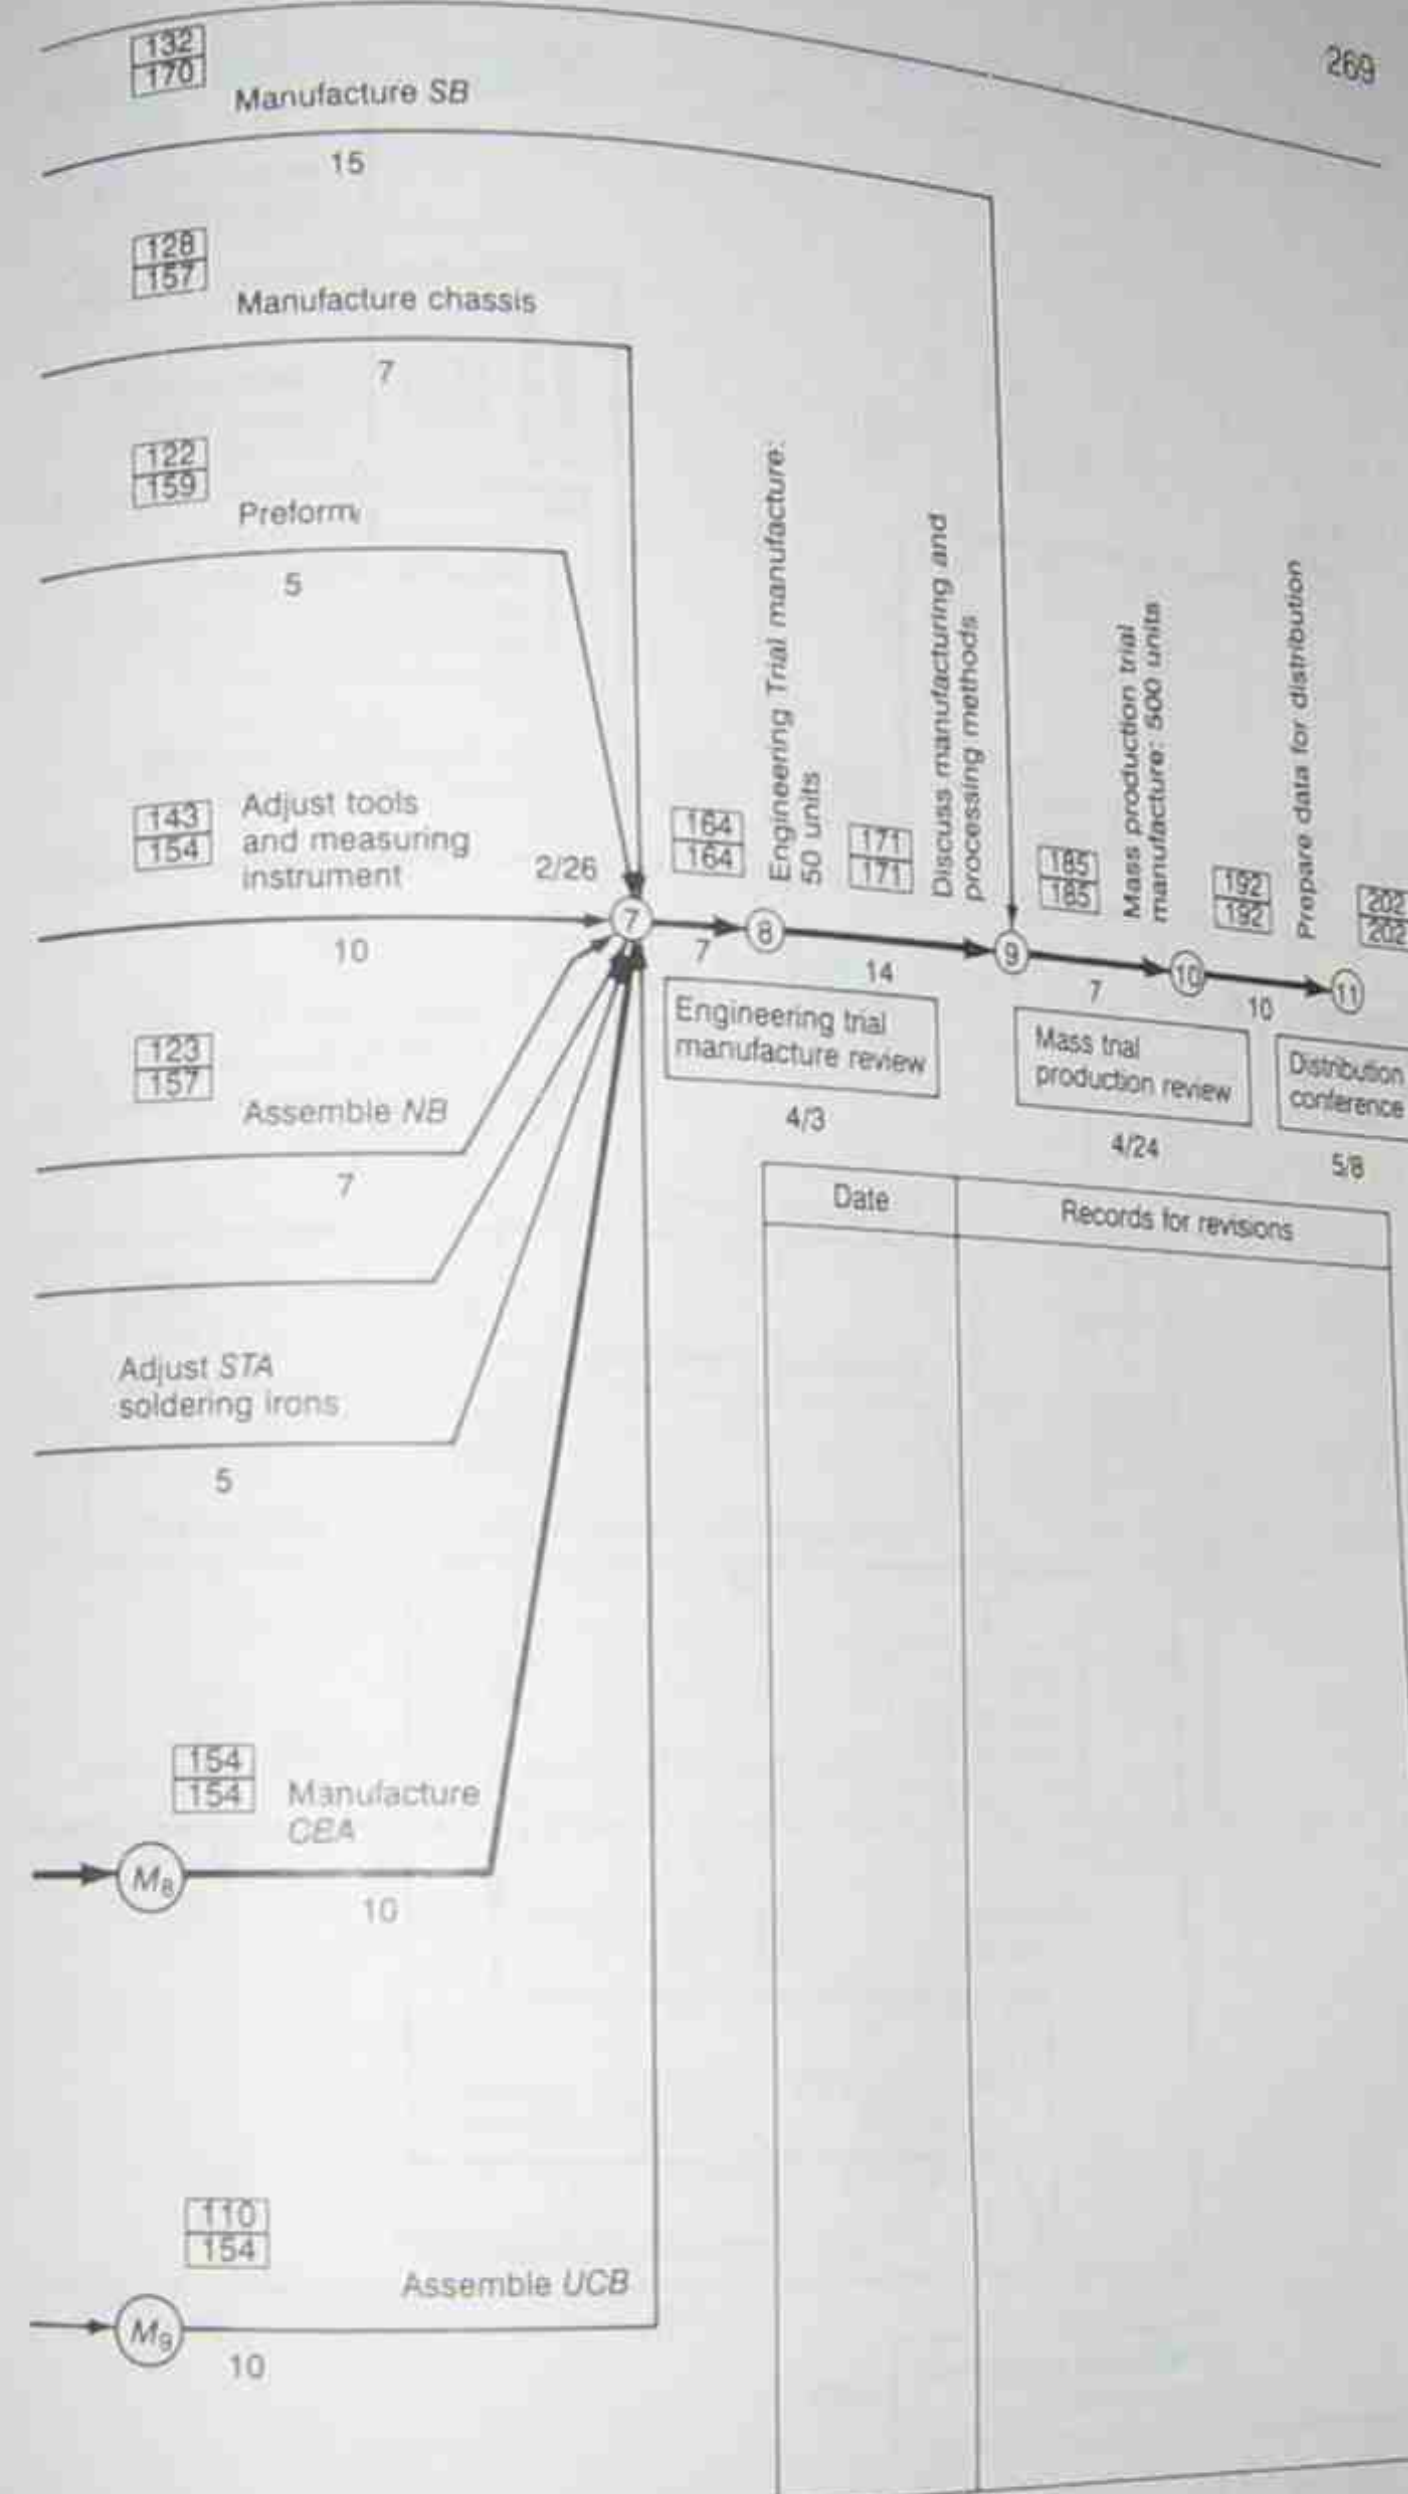 269
132
170
Manufacture SB
15
128
157
Manufacture chassis
7
122
159
Preform
5
143
154
Adjust tools
and measuring
instrument
10
2/26
7
164
164
Engineering Trial manufacture:
50 units
7
8
171
171
Discuss manufacturing and
processing methods
14
9
185
185
Mass production trial
manufacture: 500 units
7
10
192
192
Prepare data for distribution
10
11
202
202
Engineering trial
manufacture review
4/3
Mass trial
production review
4/24
Distribution
conference
5/8
123
157
Assemble NB
7
Date
Records for revisions
Adjust STA
soldering irons
5
154
154
Manufacture
CEA
M8
10
110
154
Assemble UCB
M9
10